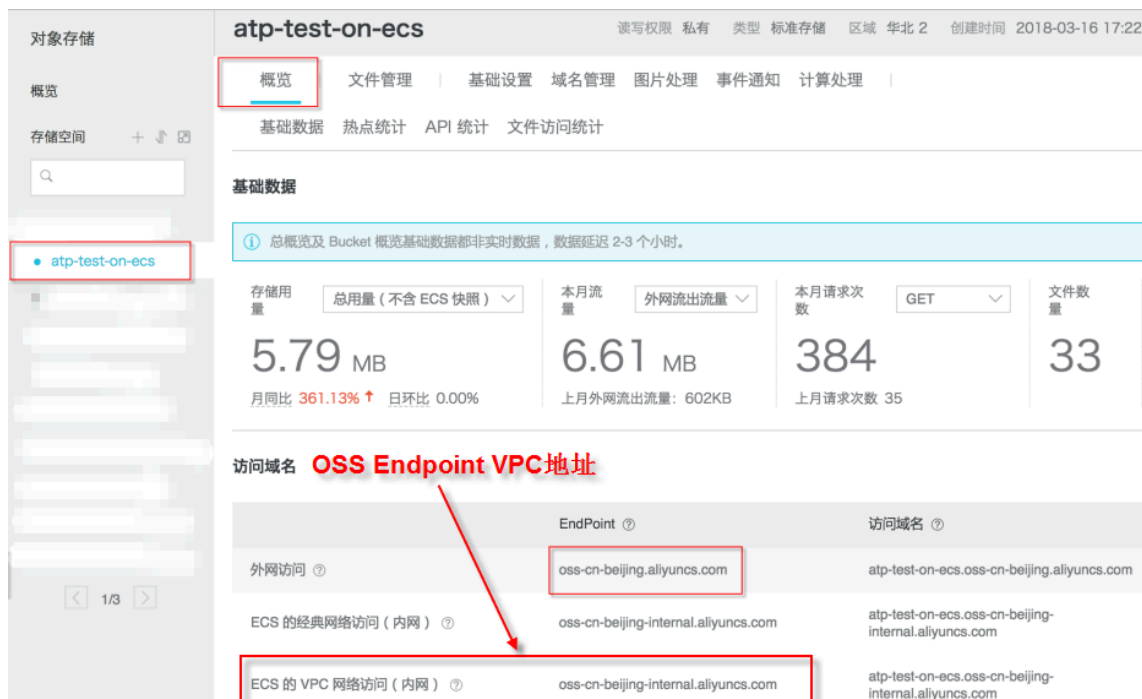 对象存储
概览
存储空间
atp-test-on-ecs
1/3
atp-test-on-ecs 读写权限 私有 类型 标准存储 区域 华北 2 创建时间 2018-03-16 17:22
概览 文件管理 基础设置 域名管理 图片处理 事件通知 计算处理
基础数据 热点统计 API 统计 文件访问统计
基础数据
总概览及 Bucket 概览基础数据都非实时数据，数据延迟 2-3 个小时。
存储用量 总用量（不含 ECS 快照） 本月流量 外网流出流量 本月请求次数 GET 文件数量
5.79 MB 6.61 MB 384 33
月同比 361.13% 日环比 0.00% 上月外网流出流量：602KB 上月请求次数 35
访问域名 OSS Endpoint VPC地址
EndPoint 访问域名
外网访问 oss-cn-beijing.aliyuncs.com atp-test-on-ecs.oss-cn-beijing.aliyuncs.com
ECS 的经典网络访问（内网） oss-cn-beijing-internal.aliyuncs.com atp-test-on-ecs.oss-cn-beijing-internal.aliyuncs.com
ECS 的 VPC 网络访问（内网） oss-cn-beijing-internal.aliyuncs.com atp-test-on-ecs.oss-cn-beijing-internal.aliyuncs.com